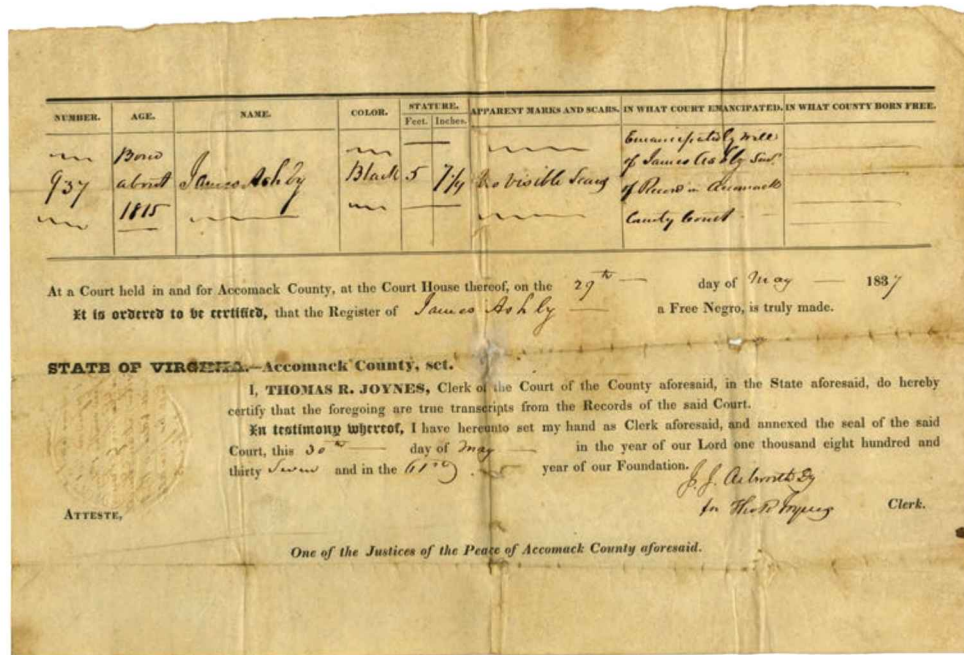 NUMBER. AGE. NAME. COLOR. STATURE. APPARENT MARKS AND SCARS. IN WHAT COURT EMANCIPATED. IN WHAT COUNTY BORN FREE.
Feet. Inches.
Born Emancipated by Will
of James Ashby Senr.
937 about James Ashby Black 5 7 1/4 No visible Scars of Record in Accomack
1815 County Court
At a Court held in and for Accomack County, at the Court House thereof, on the 29th day of May 1837
It is ordered to be certified, that the Register of James Ashby a Free Negro, is truly made.
STATE OF VIRGINIA.—Accomack County, sct.
I, THOMAS R. JOYNES, Clerk of the Court of the County aforesaid, in the State aforesaid, do hereby
certify that the foregoing are true transcripts from the Records of the said Court.
In testimony whereof, I have hereunto set my hand as Clerk aforesaid, and annexed the seal of the said
Court, this 30th day of May in the year of our Lord one thousand eight hundred and
thirty Seven and in the 61st year of our Foundation.
J. J.
for Tho R Joynes Clerk.
ATTESTE,
One of the Justices of the Peace of Accomack County aforesaid.